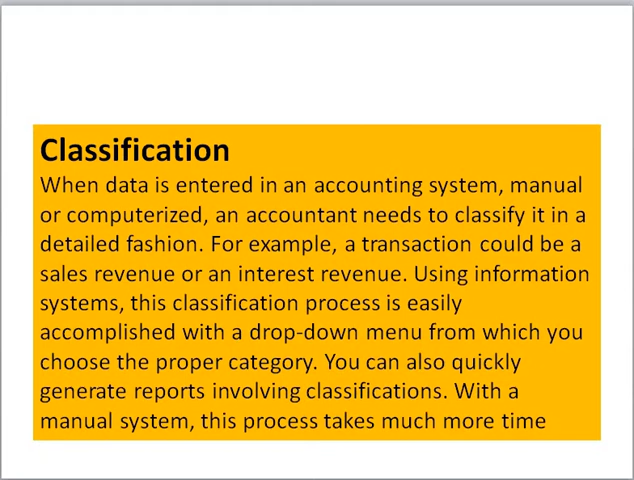 Classification
When data is entered in an accounting system, manual
or computerized, an accountant needs to classify it in a
detailed fashion. For example, a transaction could be a
sales revenue or an interest revenue. Using information
systems, this classification process is easily
accomplished with a drop-down menu from which you
choose the proper category. You can also quickly
generate reports involving classifications. With a
manual system, this process takes much more time